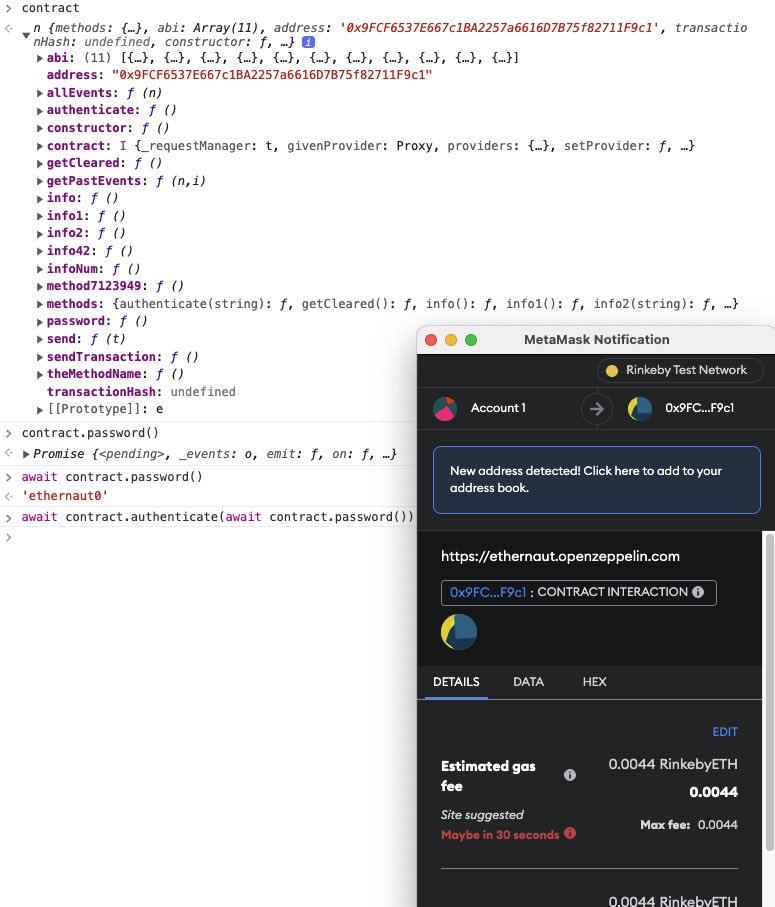 contract
n {methods: {…}, abi: Array(11), address: '0x9FCF6537E667c1BA2257a6616D7B75f82711F9c1', transactio
nHash: undefined, constructor: ƒ, …} i
abi: (11) [{…}, {…}, {…}, {…}, {…}, {…}, {…}, {…}, {…}, {…}, {…}]
address: "0x9FCF6537E667c1BA2257a6616D7B75f82711F9c1"
allEvents: ƒ (n)
authenticate: ƒ ()
constructor: ƒ ()
contract: I {_requestManager: t, givenProvider: Proxy, providers: {…}, setProvider: ƒ, …}
getCleared: ƒ ()
getPastEvents: ƒ (n,i)
info: ƒ ()
info1: ƒ ()
info2: ƒ ()
info42: ƒ ()
infoNum: ƒ ()
method7123949: ƒ ()
methods: {authenticate(string): ƒ, getCleared(): ƒ, info(): ƒ, info1(): ƒ, info2(string): ƒ, …}
password: ƒ ()
send: ƒ (t)
sendTransaction: ƒ ()
theMethodName: ƒ ()
transactionHash: undefined
[[Prototype]]: e
contract.password()
Promise {<pending>, _events: o, emit: ƒ, on: ƒ, …}
await contract.password()
'ethernaut0'
await contract.authenticate(await contract.password())
MetaMask Notification
Rinkeby Test Network
Account 1
0x9FC...F9c1
New address detected! Click here to add to your
address book.
https://ethernaut.openzeppelin.com
0x9FC...F9c1 : CONTRACT INTERACTION i
DETAILS DATA HEX
EDIT
Estimated gas
fee
i
0.0044 RinkebyETH
0.0044
Site suggested
Maybe in 30 seconds i
Max fee: 0.0044
0.0044 RinkebyETH